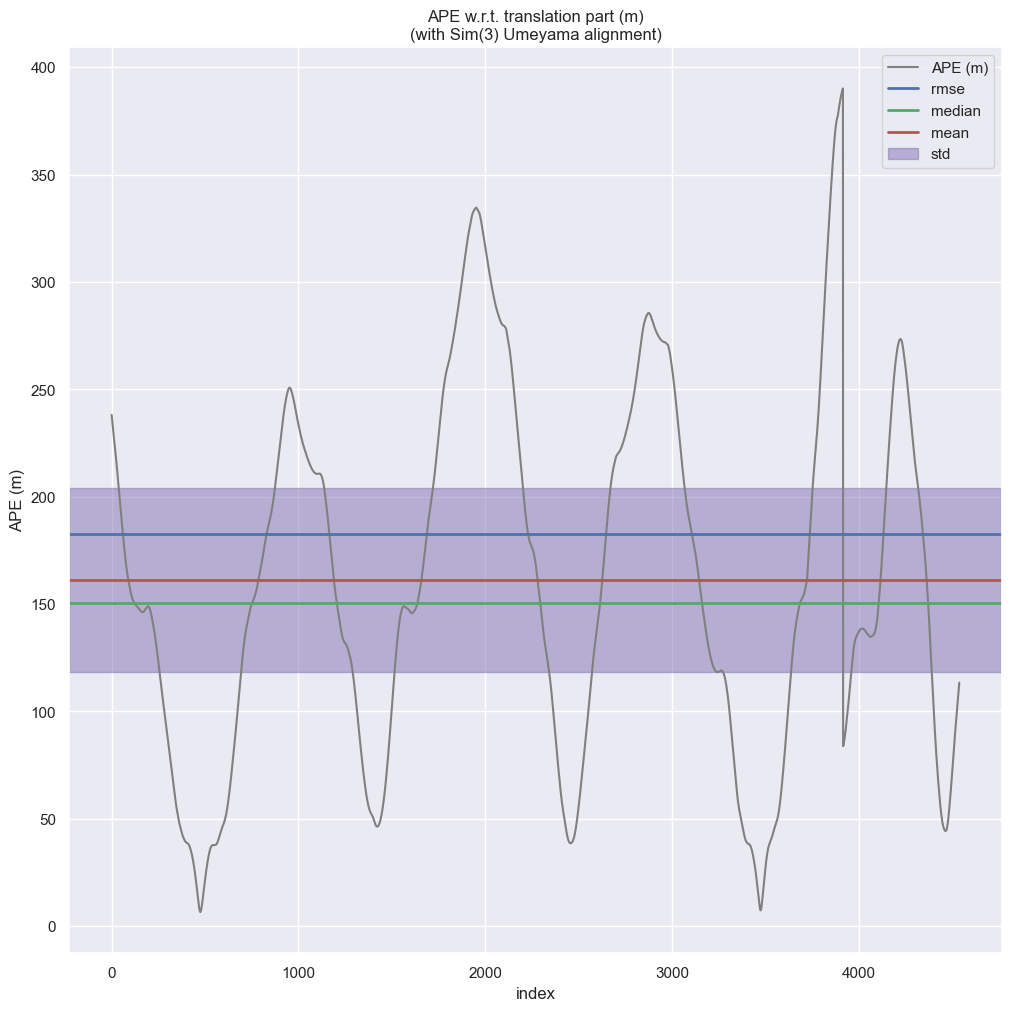 APE w.r.t. translation part (m)
(with Sim(3) Umeyama alignment)
APE (m)
rmse
median
mean
std
400
350
300
250
200
150
100
50
0
APE (m)
0 1000 2000 3000 4000
index